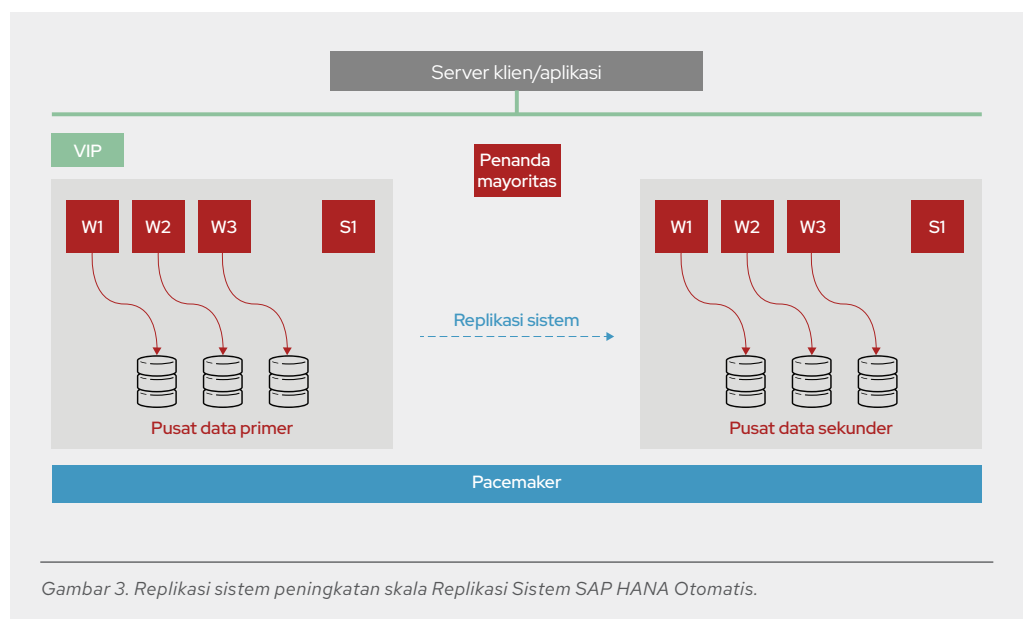 Server klien/aplikasi
VIP
Penanda
mayoritas
W1 W2 W3 S1
W1 W2 W3 S1
Replikasi sistem
Pusat data primer
Pusat data sekunder
Pacemaker
Gambar 3. Replikasi sistem peningkatan skala Replikasi Sistem SAP HANA Otomatis.